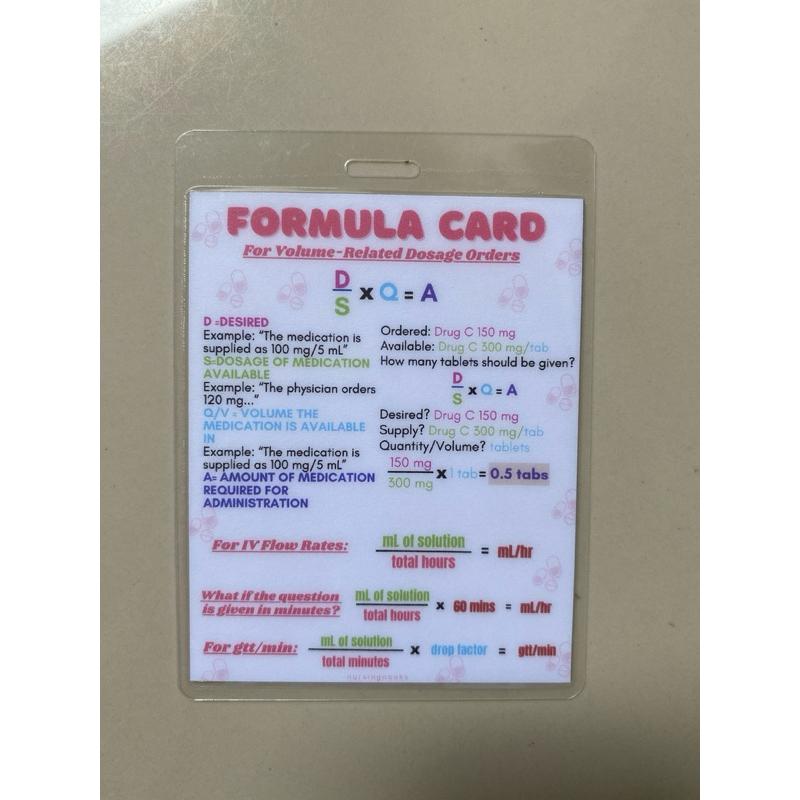 FORMULA CARD
For Volume-Related Dosage Orders
D
S x Q = A
D =DESIRED
Example: "The medication is
supplied as 100 mg/5 mL"
S=DOSAGE OF MEDICATION
AVAILABLE
Example: "The physician orders
120 mg..."
Q/V = VOLUME THE
MEDICATION IS AVAILABLE
IN
Example: "The medication is
supplied as 100 mg/5 mL"
A= AMOUNT OF MEDICATION
REQUIRED FOR
ADMINISTRATION
Ordered: Drug C 150 mg
Available: Drug C 300 mg/tab
How many tablets should be given?
D
S x Q = A
Desired? Drug C 150 mg
Supply? Drug C 300 mg/tab
Quantity/Volume? tablets
150 mg
300 mg x 1 tab= 0.5 tabs
For IV Flow Rates:
mL of solution
total hours = mL/hr
What if the question
is given in minutes?
mL of solution
total hours x 60 mins = mL/hr
For gtt/min:
mL of solution
total minutes x drop factor = gtt/min
nursingnooks